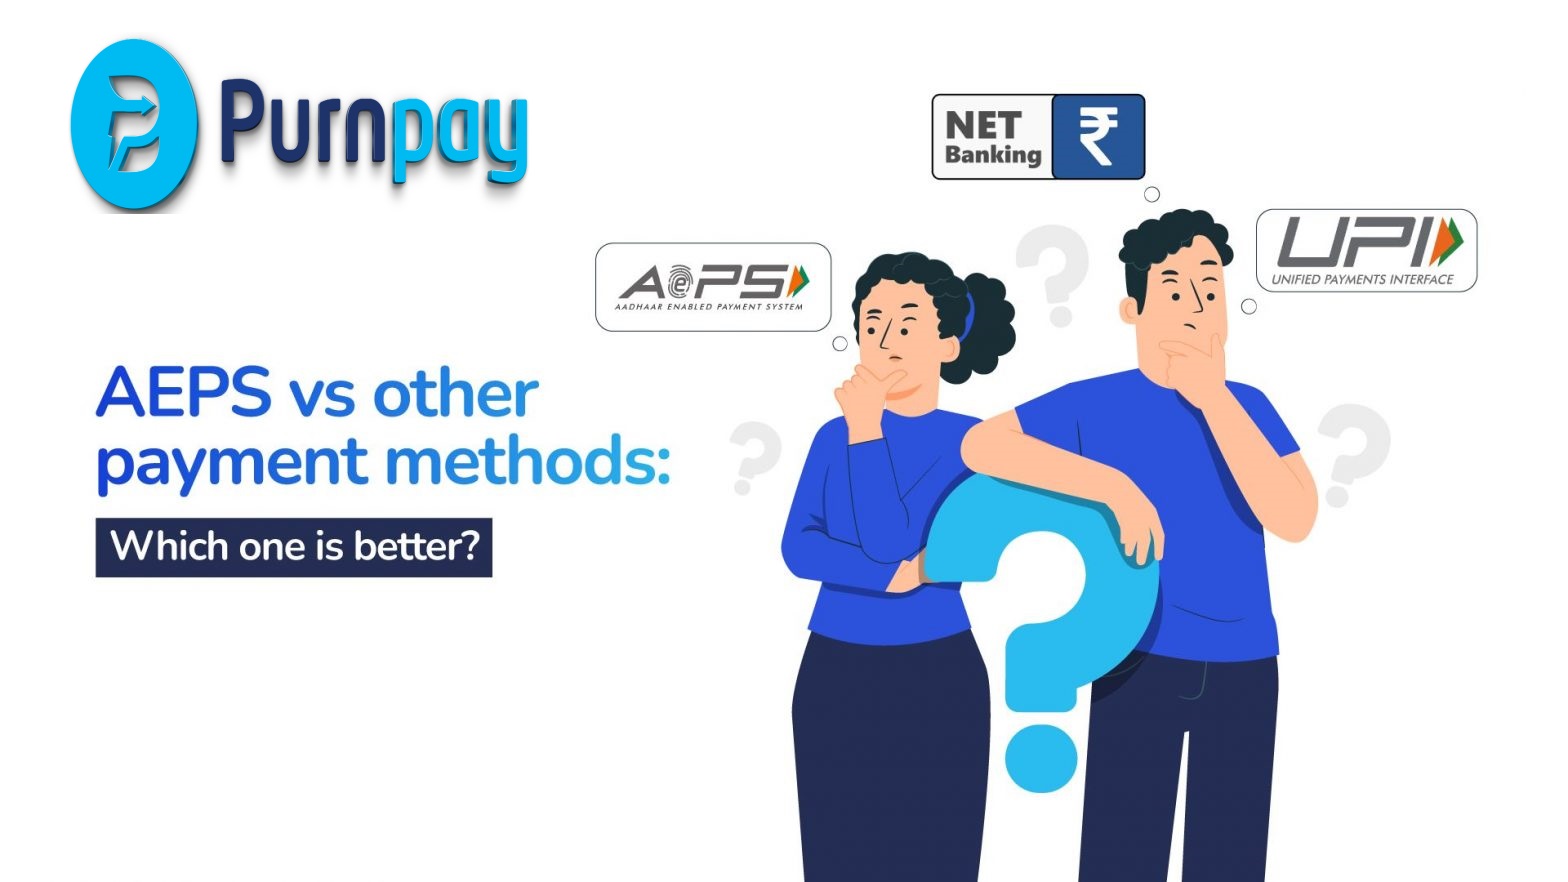 Purnpay
NET
Banking
₹
AePS
AADHAAR ENABLED PAYMENT SYSTEM
UPI
UNIFIED PAYMENTS INTERFACE
AEPS vs other
payment methods:
Which one is better?